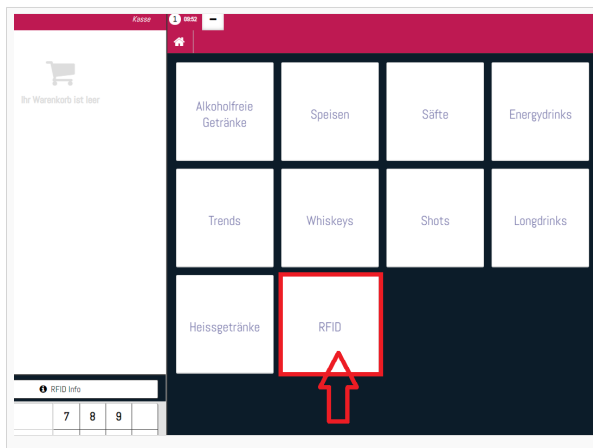 Kasse
1 09:52 –
Ihr Warenkorb ist leer
Alkoholfreie
Getränke
Speisen
Säfte
Energydrinks
Trends
Whiskeys
Shots
Longdrinks
Heissgetränke
RFID
RFID Info
7 8 9